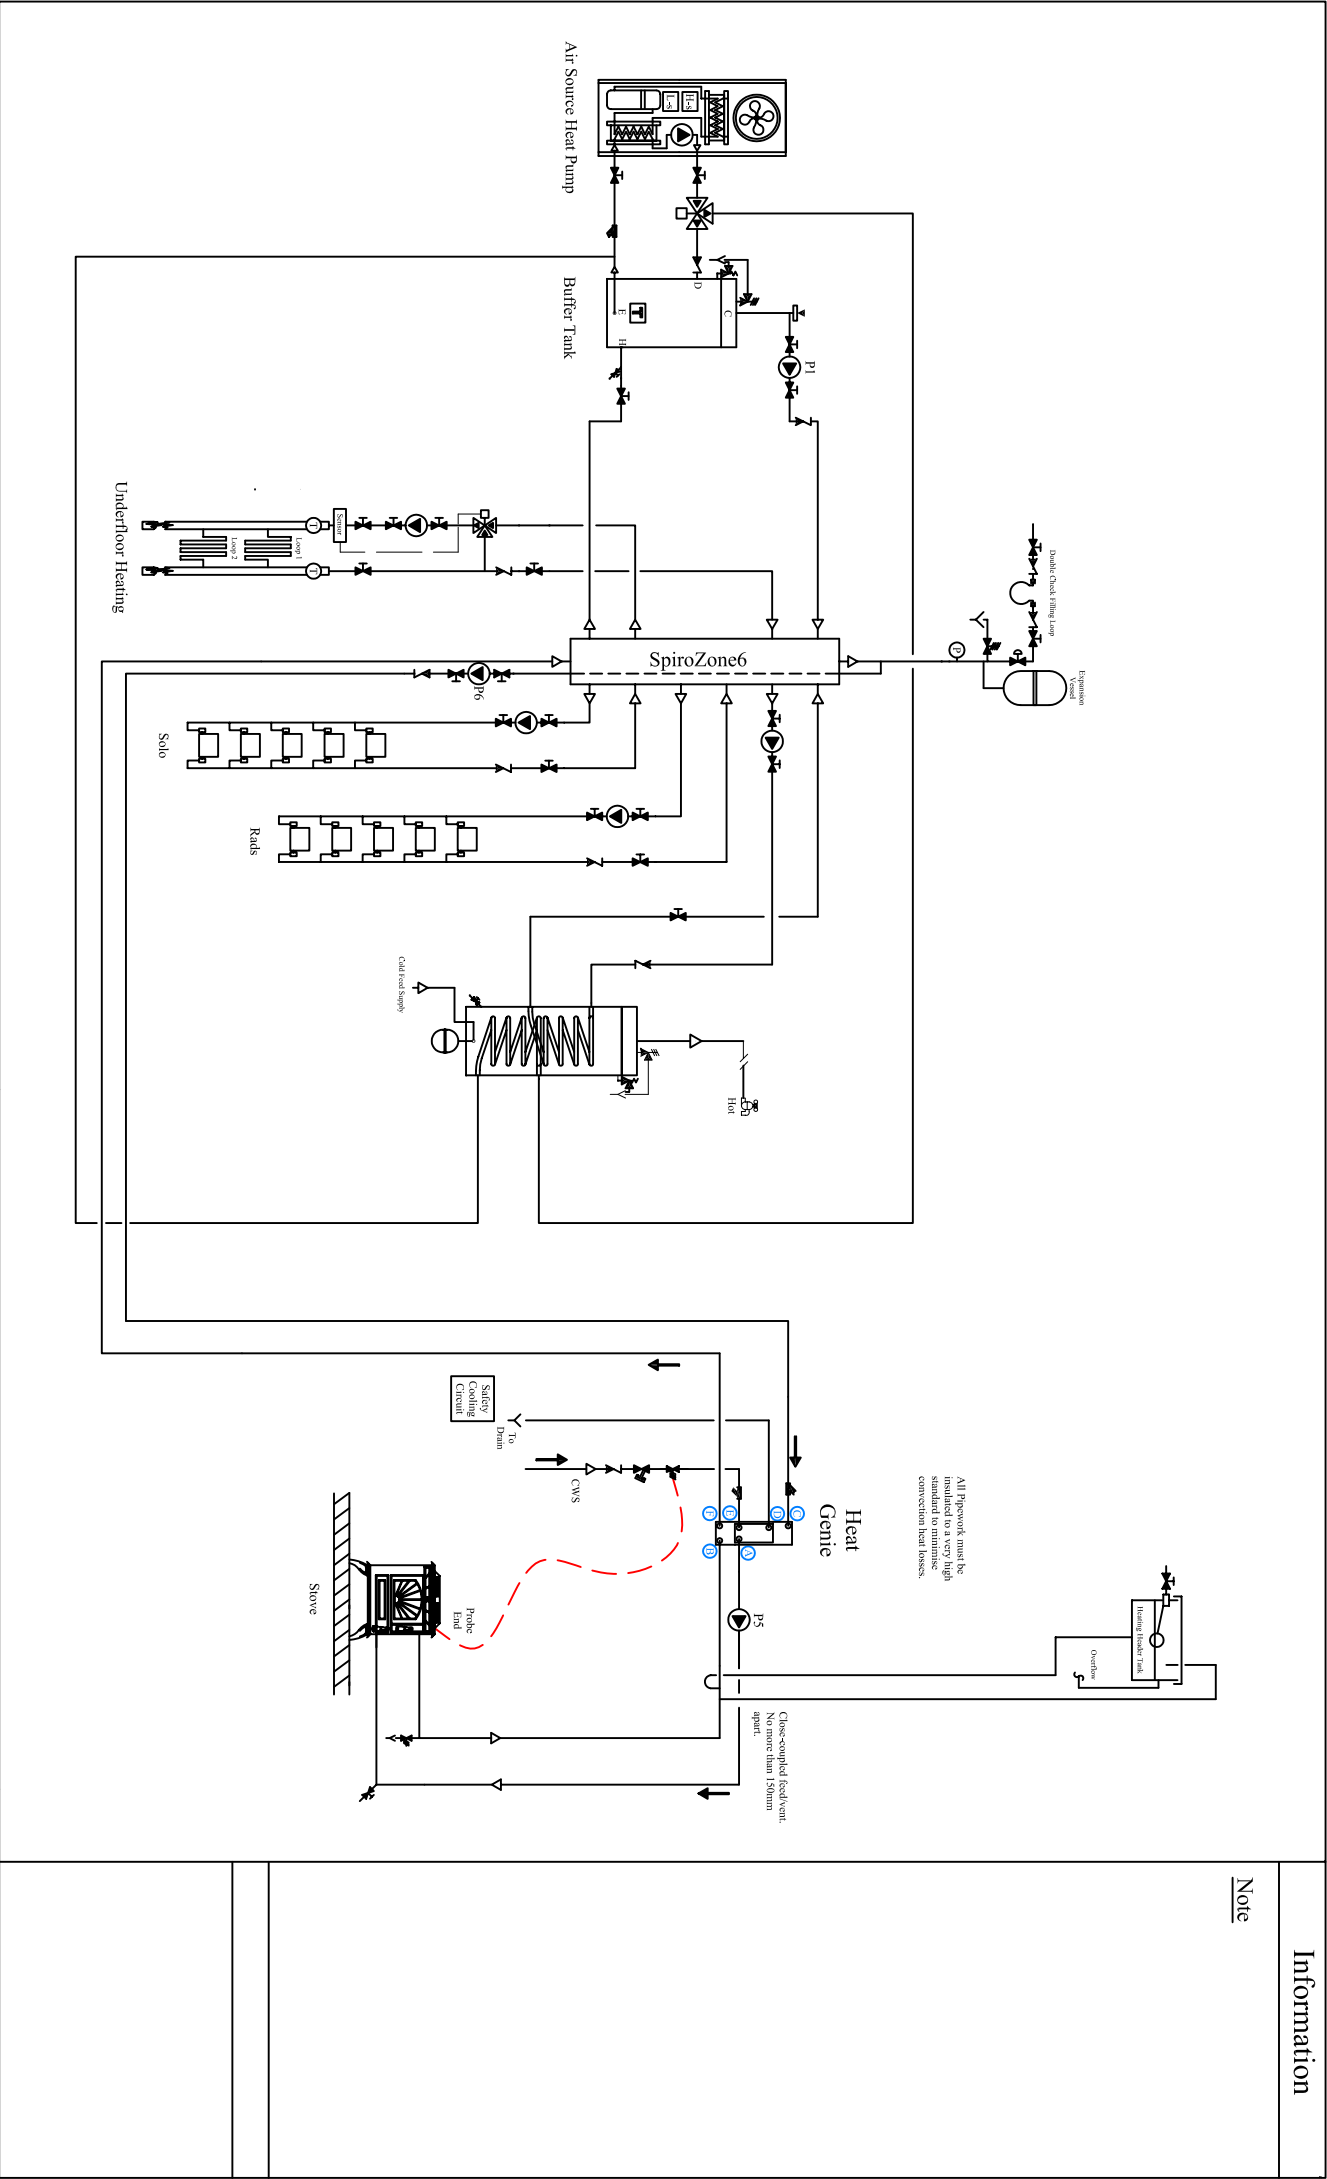 Information
Note
Heating Header Tank
Overflow
Expansion
Vessel
Double Check Filling Loop
P
All Pipework must be
insulated to a very high
standard to minimise
convection heat losses.
Heat
Genie
P1
Close-coupled feed/vent.
No more than 150mm
apart.
C
D
E
F
A
B
P5
Hot
C
D
E
H
T
H-s
L-s
SpiroZone6
Air Source Heat Pump
Buffer Tank
P6
CWS
To
Drain
Safety
Cooling
Circuit
Probe
End
Cold Feed Supply
Sensor
T
T
Loop 1
Loop 2
Underfloor Heating
Solo
Rads
Stove